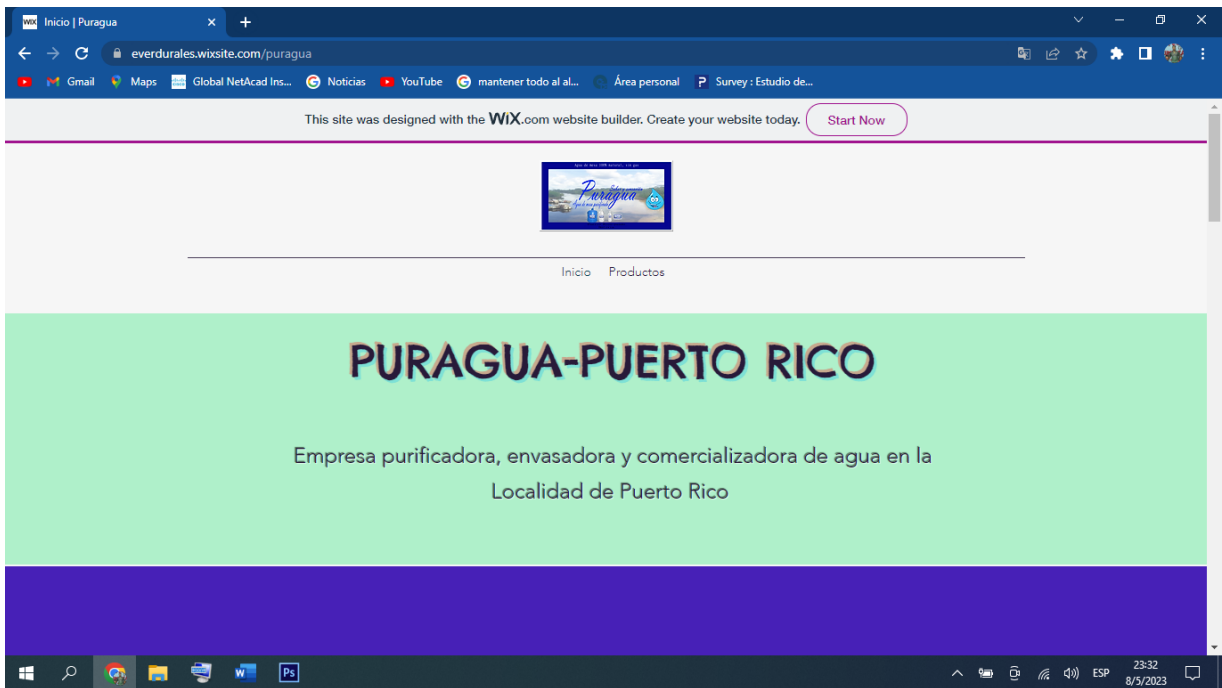 WIX Inicio | Puragua
everdurales.wixsite.com/puragua
Gmail Maps Global NetAcad Ins... Noticias YouTube mantener todo al al... Área personal Survey : Estudio de...
This site was designed with the WiX.com website builder. Create your website today. Start Now
Puragua
Inicio Productos
PURAGUA-PUERTO RICO
Empresa purificadora, envasadora y comercializadora de agua en la
Localidad de Puerto Rico
W Ps ESP 23:32
8/5/2023